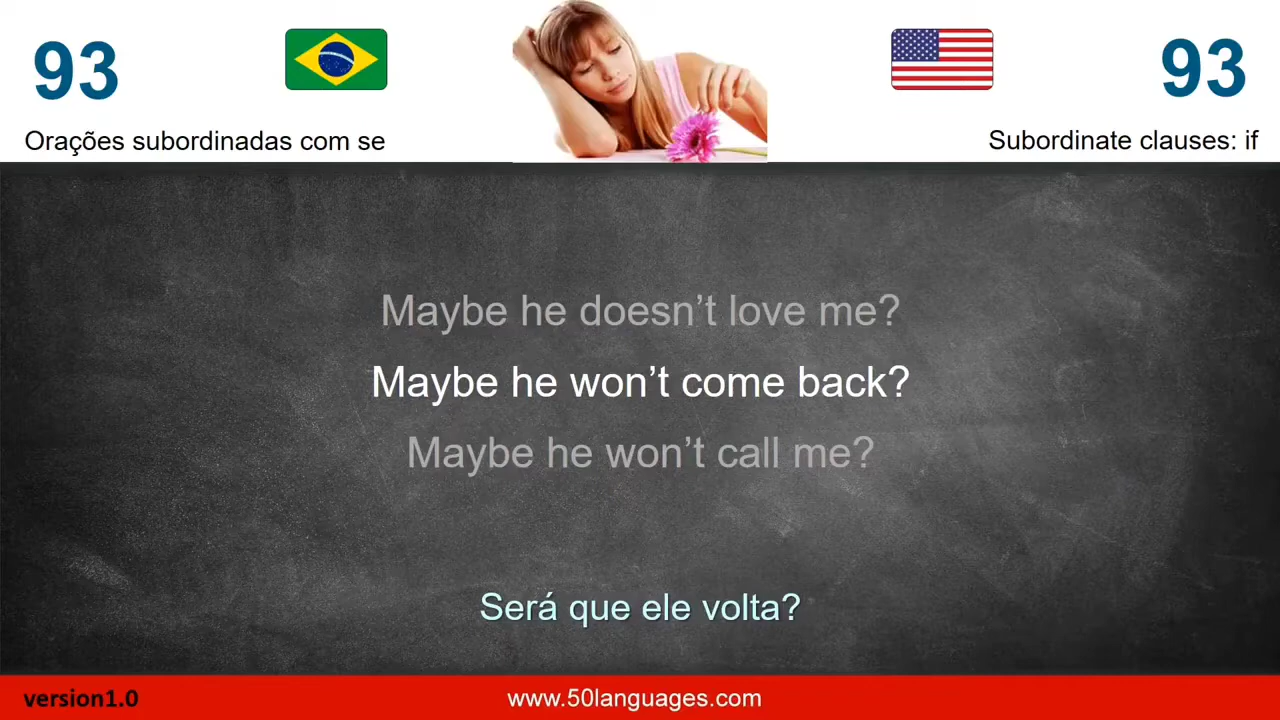 93
93
Orações subordinadas com se
Subordinate clauses: if
Maybe he doesn’t love me?
Maybe he won’t come back?
Maybe he won’t call me?
Será que ele volta?
version1.0
www.50languages.com